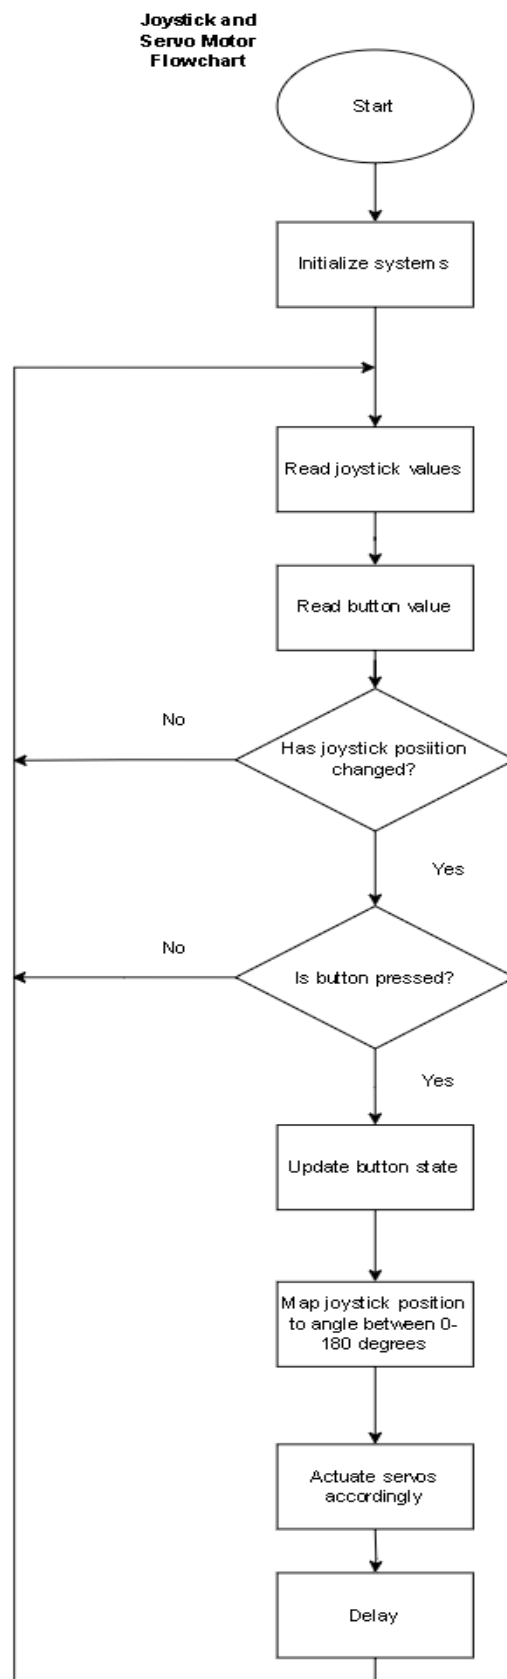 Joystick and
Servo Motor
Flowchart
Start
Initialize systems
Read joystick values
Read button value
No
Has joystick posiition
changed?
Yes
No
Is button pressed?
Yes
Update button state
Map joystick position
to angle between 0-
180 degrees
Actuate servos
accordingly
Delay